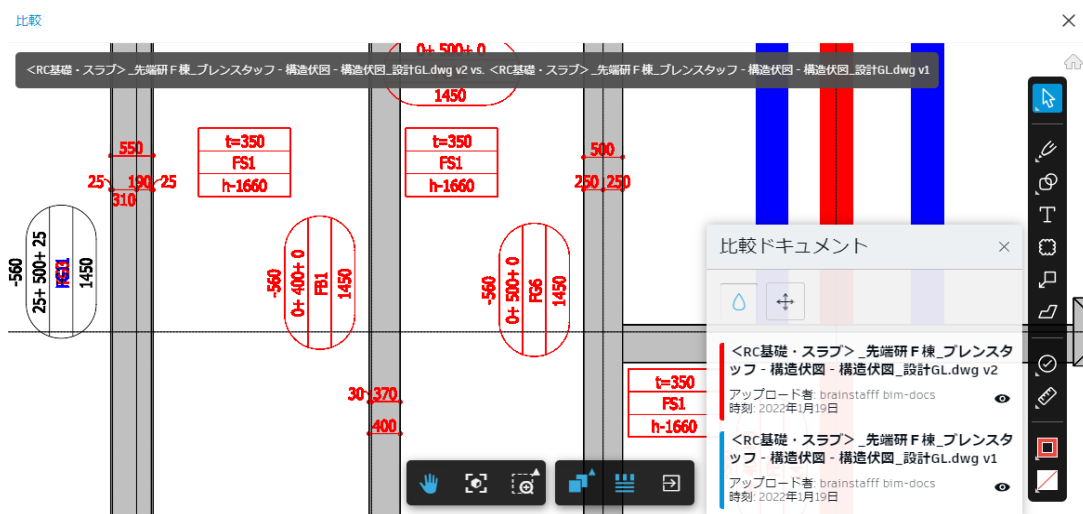 比較
0+ 500+ 0
<RC基礎・スラブ>_先端研F棟_ブレンスタッフ - 構造伏図 - 構造伏図_設計GL.dwg v2 vs. <RC基礎・スラブ>_先端研F棟_ブレンスタッフ - 構造伏図 - 構造伏図_設計GL.dwg v1
1450
550
t=350
FS1
h-1660
t=350
FS1
h-1660
500
25
190
25
310
250
250
-560
25+ 500+ 25
1450
-560
0+ 400+ 0
FB1
1450
-560
0+ 500+ 0
FG6
1450
30
370
400
t=350
FS1
h-1660
比較ドキュメント
<RC基礎・スラブ>_先端研F棟_ブレンスタ
ッフ - 構造伏図 - 構造伏図_設計GL.dwg v2
アップロード者: brainstafff bim-docs
時刻: 2022年1月19日
<RC基礎・スラブ>_先端研F棟_ブレンスタ
ッフ - 構造伏図 - 構造伏図_設計GL.dwg v1
アップロード者: brainstafff bim-docs
時刻: 2022年1月19日
T